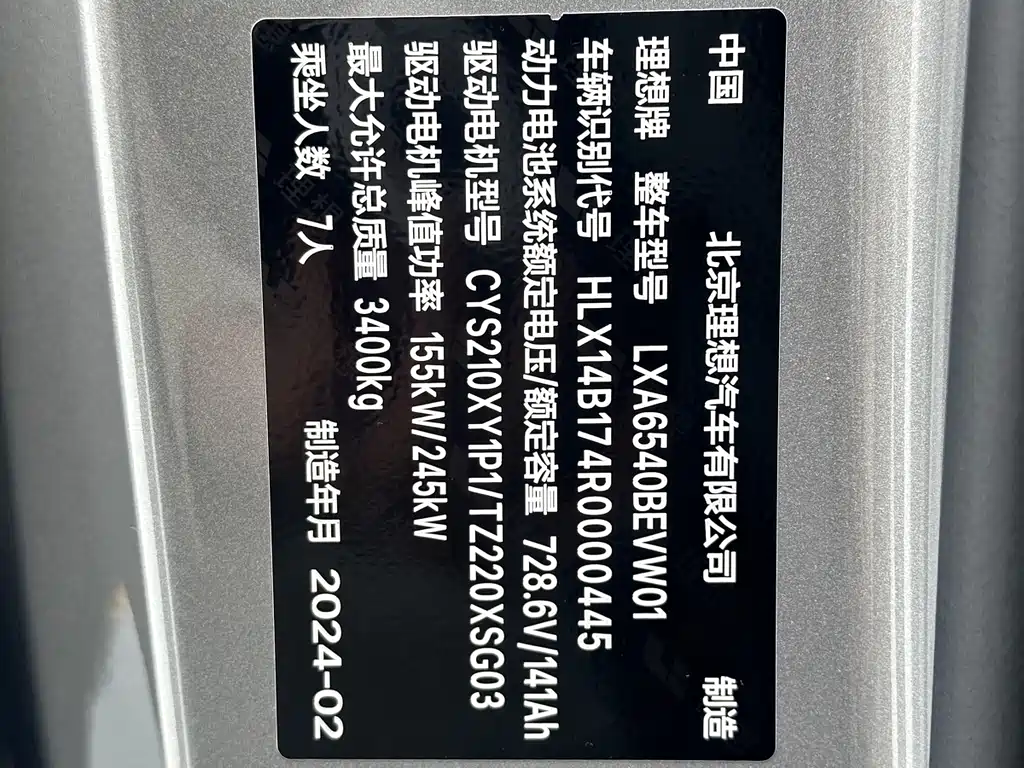 中国 北京理想汽车有限公司 制造
理想牌 整车型号 LXA6540BEVW01
车辆识别代号 HLX14B174R0000445
动力电池系统额定电压/额定容量 728.6V/141Ah
驱动电机型号 CYS210XY1P1/TZ220XSG03
驱动电机峰值功率 155kW/245kW
最大允许总质量 3400kg
乘坐人数 7人 制造年月 2024-02